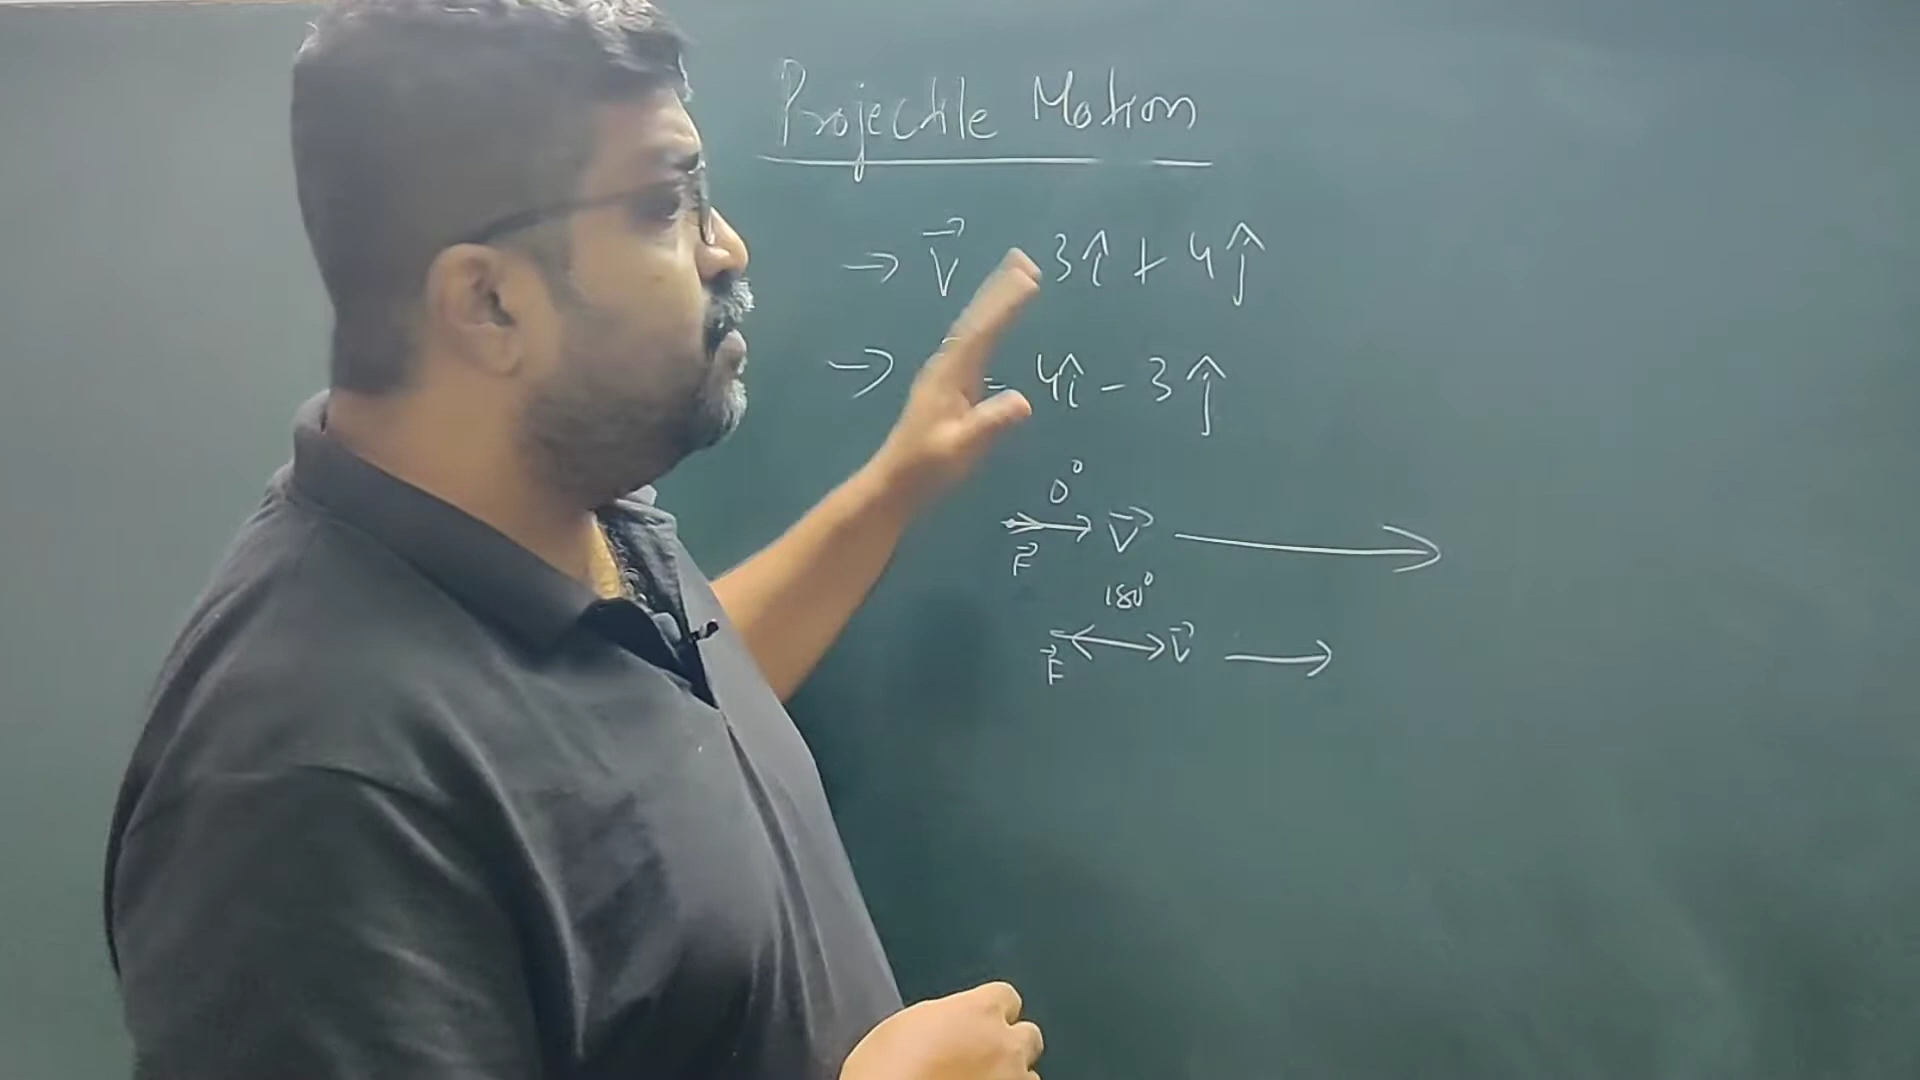 Projectile Motion
→ V⃗ 3î + 4ĵ
→ = 4î - 3ĵ
0°
F⃗ V⃗
180°
F⃗ V⃗